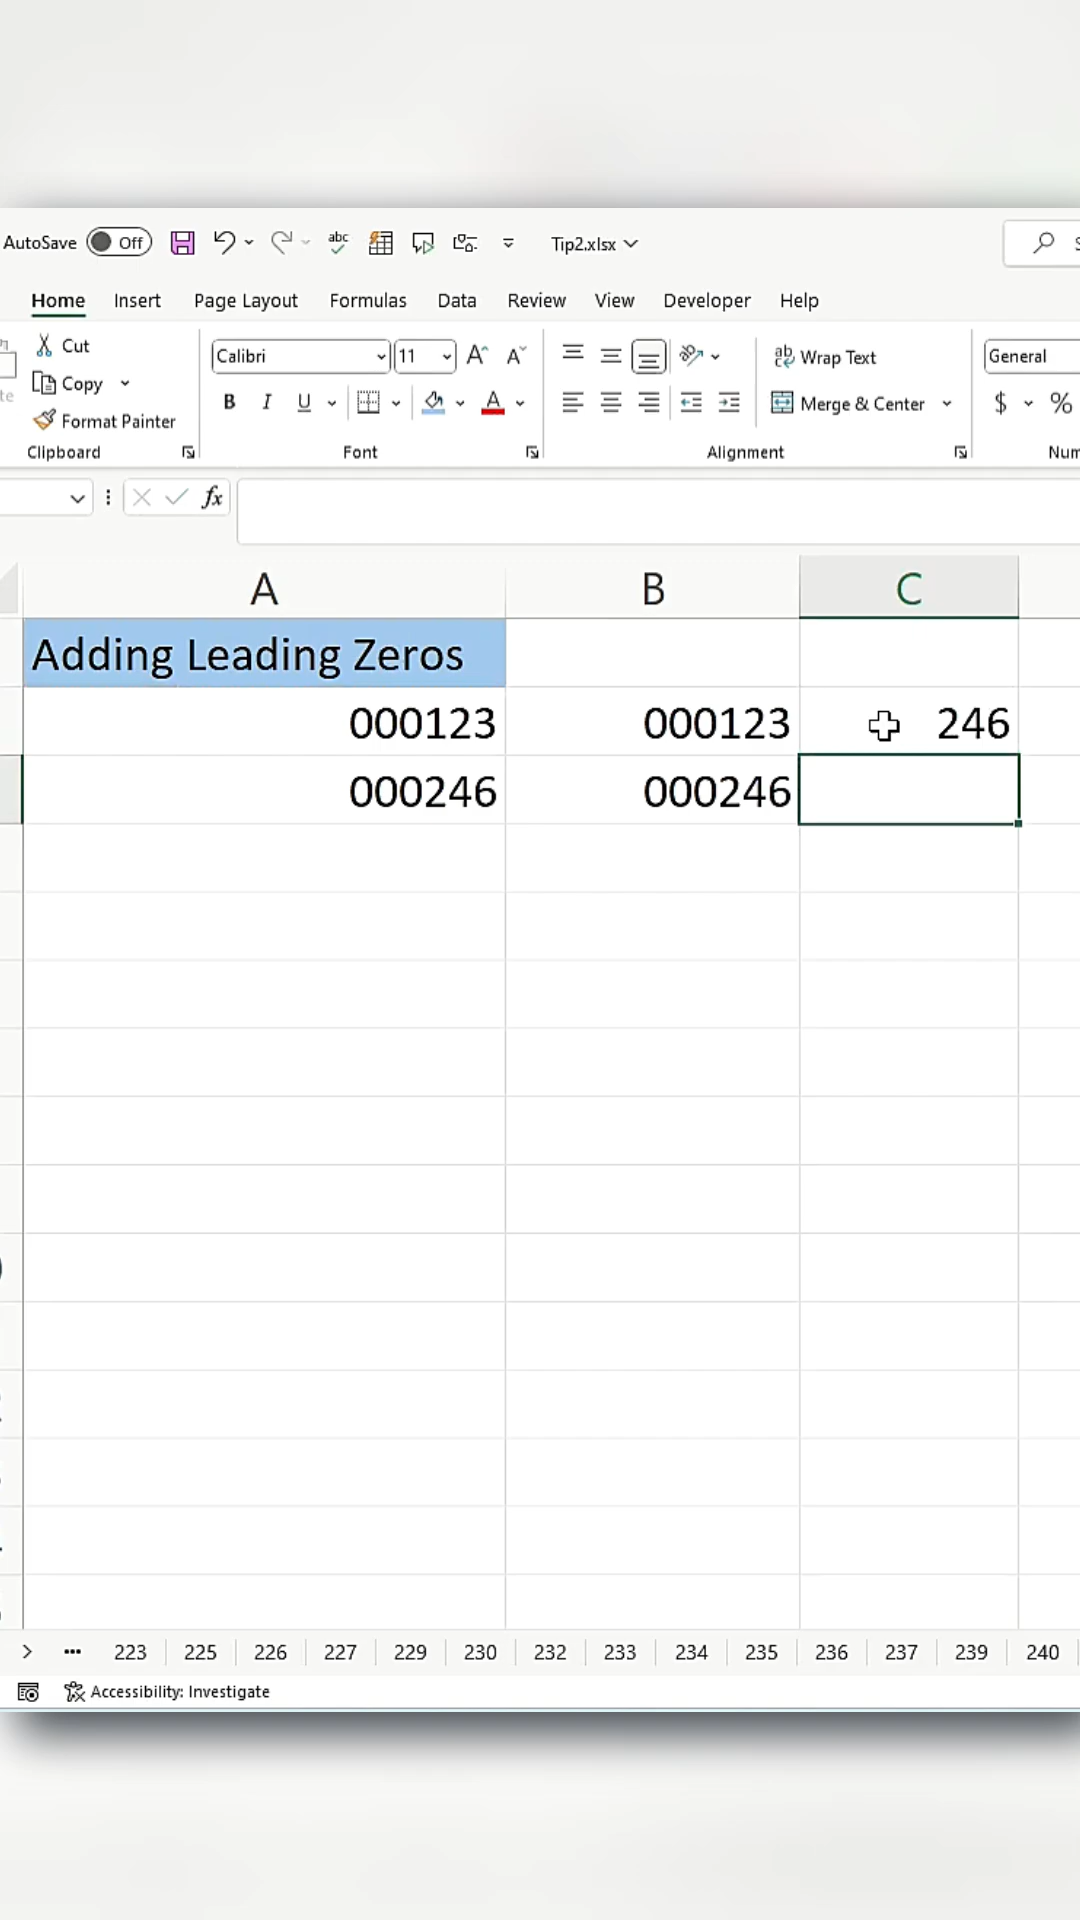 AutoSave Off abc Tip2.xlsx
Home Insert Page Layout Formulas Data Review View Developer Help
Cut
Copy
Format Painter
Clipboard
Calibri 11 A A
B I U A
Font
ab Wrap Text
Merge & Center
Alignment
General
$ %
fx
A B C
Adding Leading Zeros
000123 000123 246
000246 000246
223 225 226 227 229 230 232 233 234 235 236 237 239 240
Accessibility: Investigate